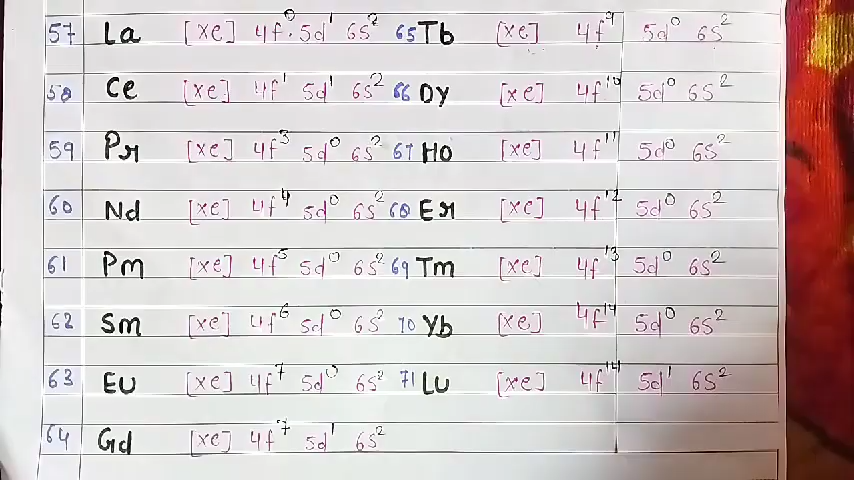 57 La [xe] 4f⁰ 5d¹ 6s² 65 Tb [xe] 4f⁹ 5d⁰ 6s²
58 Ce [xe] 4f¹ 5d¹ 6s² 66 Dy [xe] 4f¹⁰ 5d⁰ 6s²
59 Pr [xe] 4f³ 5d⁰ 6s² 67 Ho [xe] 4f¹¹ 5d⁰ 6s²
60 Nd [xe] 4f⁴ 5d⁰ 6s² 68 Er [xe] 4f¹² 5d⁰ 6s²
61 Pm [xe] 4f⁵ 5d⁰ 6s² 69 Tm [xe] 4f¹³ 5d⁰ 6s²
62 Sm [xe] 4f⁶ 5d⁰ 6s² 70 Yb [xe] 4f¹⁴ 5d⁰ 6s²
63 Eu [xe] 4f⁷ 5d⁰ 6s² 71 Lu [xe] 4f¹⁴ 5d¹ 6s²
64 Gd [xe] 4f⁷ 5d¹ 6s²